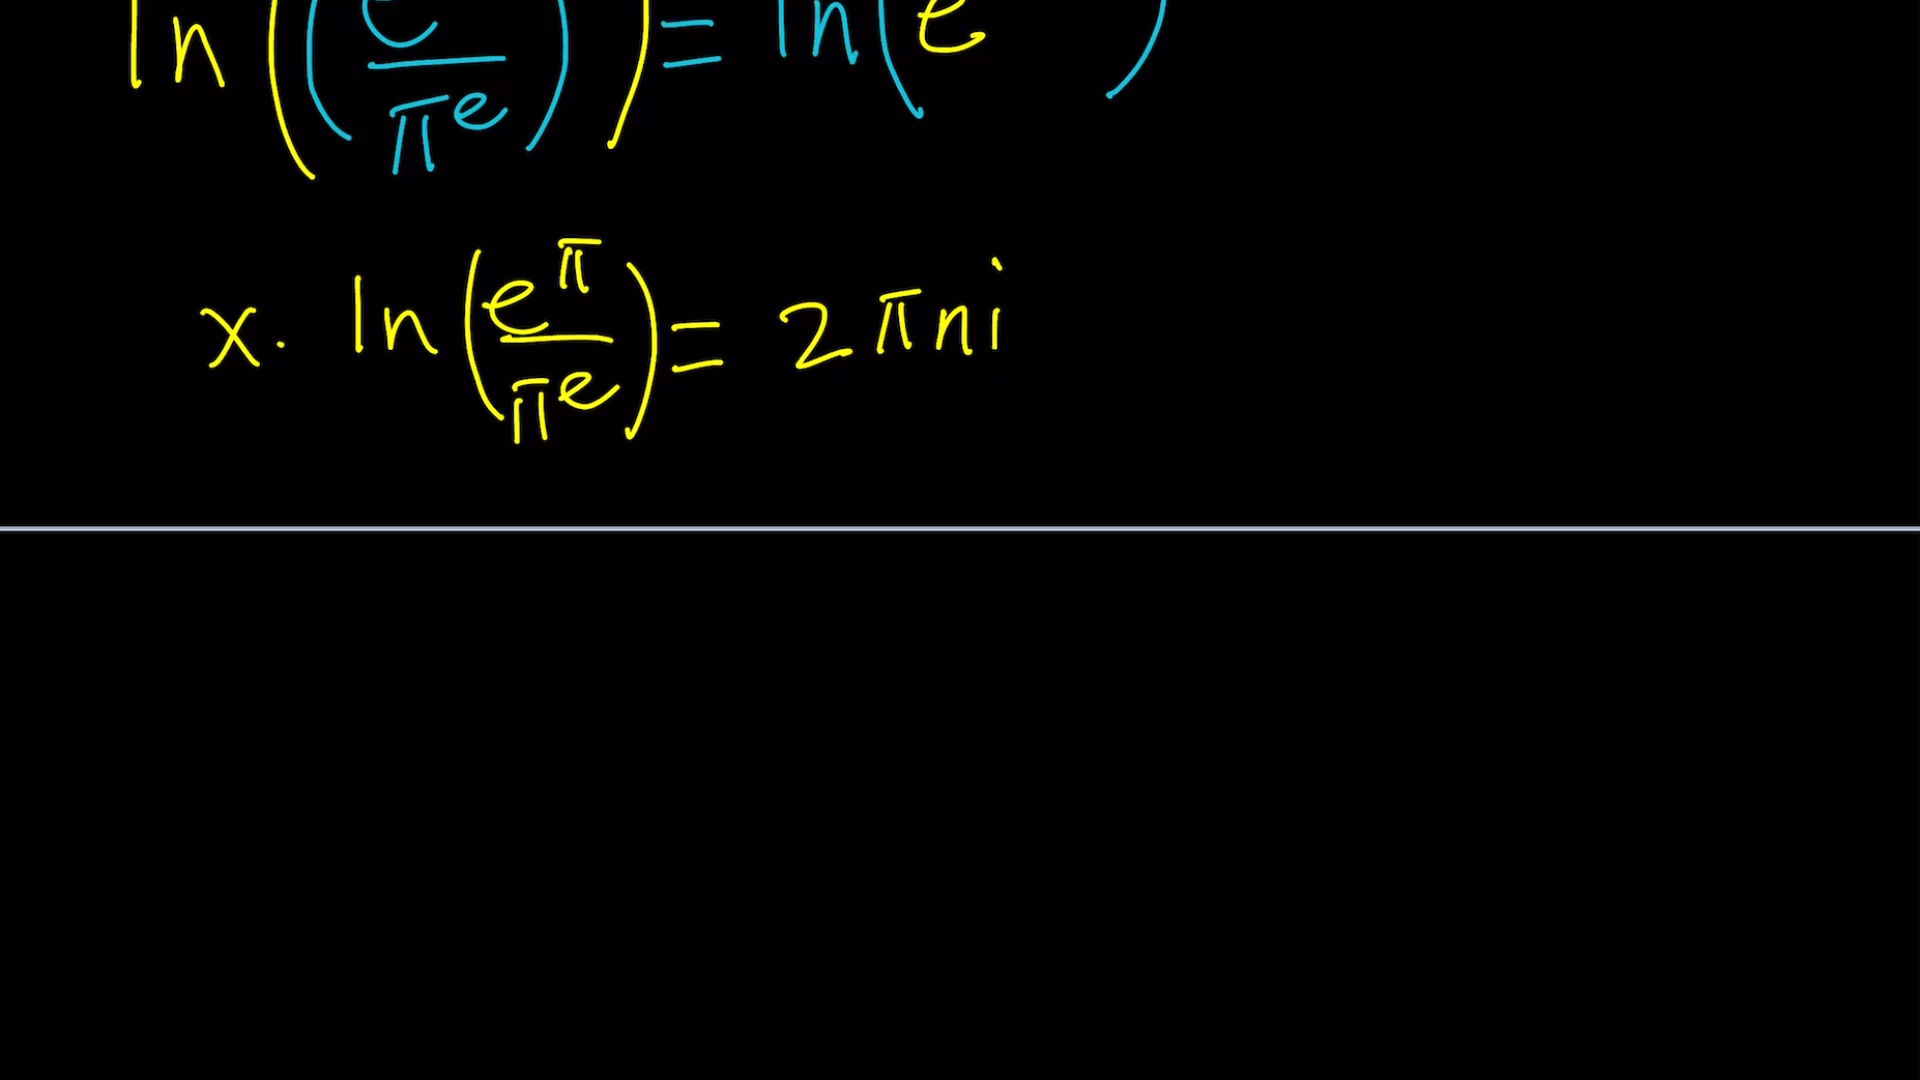 ln((e/π^e)) = ln(e)
x. ln(e^π/π^e) = 2πni